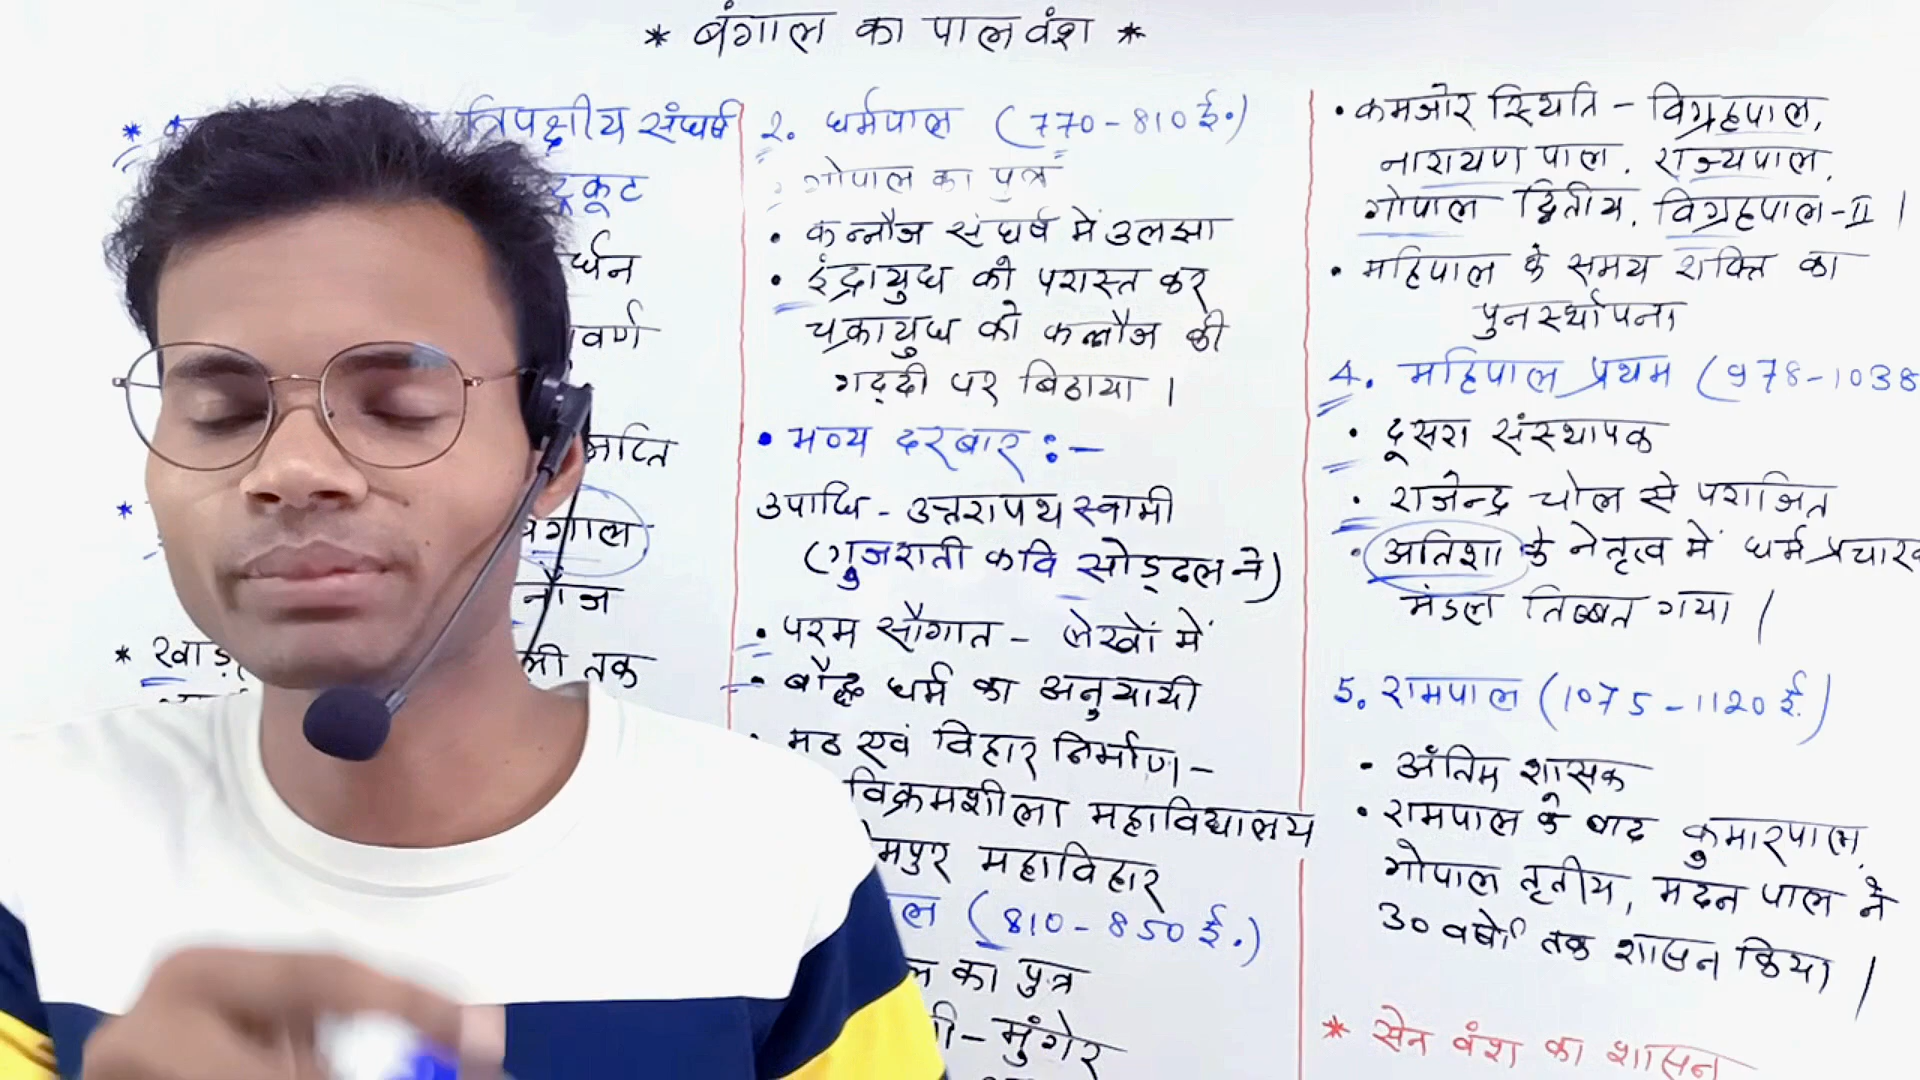 * बंगाल का पालवंश *
* त्रिपक्षीय संघर्ष
वर्ण
बंगाल
* खाड़
तक
2. धर्मपाल (770-810 ई.)
गोपाल का पुत्र
• कन्नौज संघर्ष में उलझा
• इंद्रायुध को परास्त कर
चक्रायुध को कन्नौज की
गद्दी पर बिठाया।
• भव्य दरबार :-
उपाधि - उत्तरापथ स्वामी
(गुजराती कवि सोड्ढल ने)
• परम सौगात - लेखों में
• बौद्ध धर्म का अनुयायी
• मठ एवं विहार निर्माण -
विक्रमशीला महाविद्यालय
मपुर महाविहार
ल (810-850 ई.)
ल का पुत्र
- मुंगेर
• कमजोर स्थिति - विग्रहपाल,
नारायण पाल, राज्यपाल,
गोपाल द्वितीय, विग्रहपाल-II।
• महिपाल के समय शक्ति का
पुनर्स्थापना
4. महिपाल प्रथम (978-1038
• दूसरा संस्थापक
• राजेन्द्र चोल से पराजित
• अतिशा के नेतृत्व में धर्म प्रचारक
मंडल तिब्बत गया।
5. रामपाल (1075-1120 ई.)
• अंतिम शासक
• रामपाल के बाद कुमारपाल,
गोपाल तृतीय, मदन पाल ने
30 वर्षों तक शासन किया।
* सेन वंश का शासन